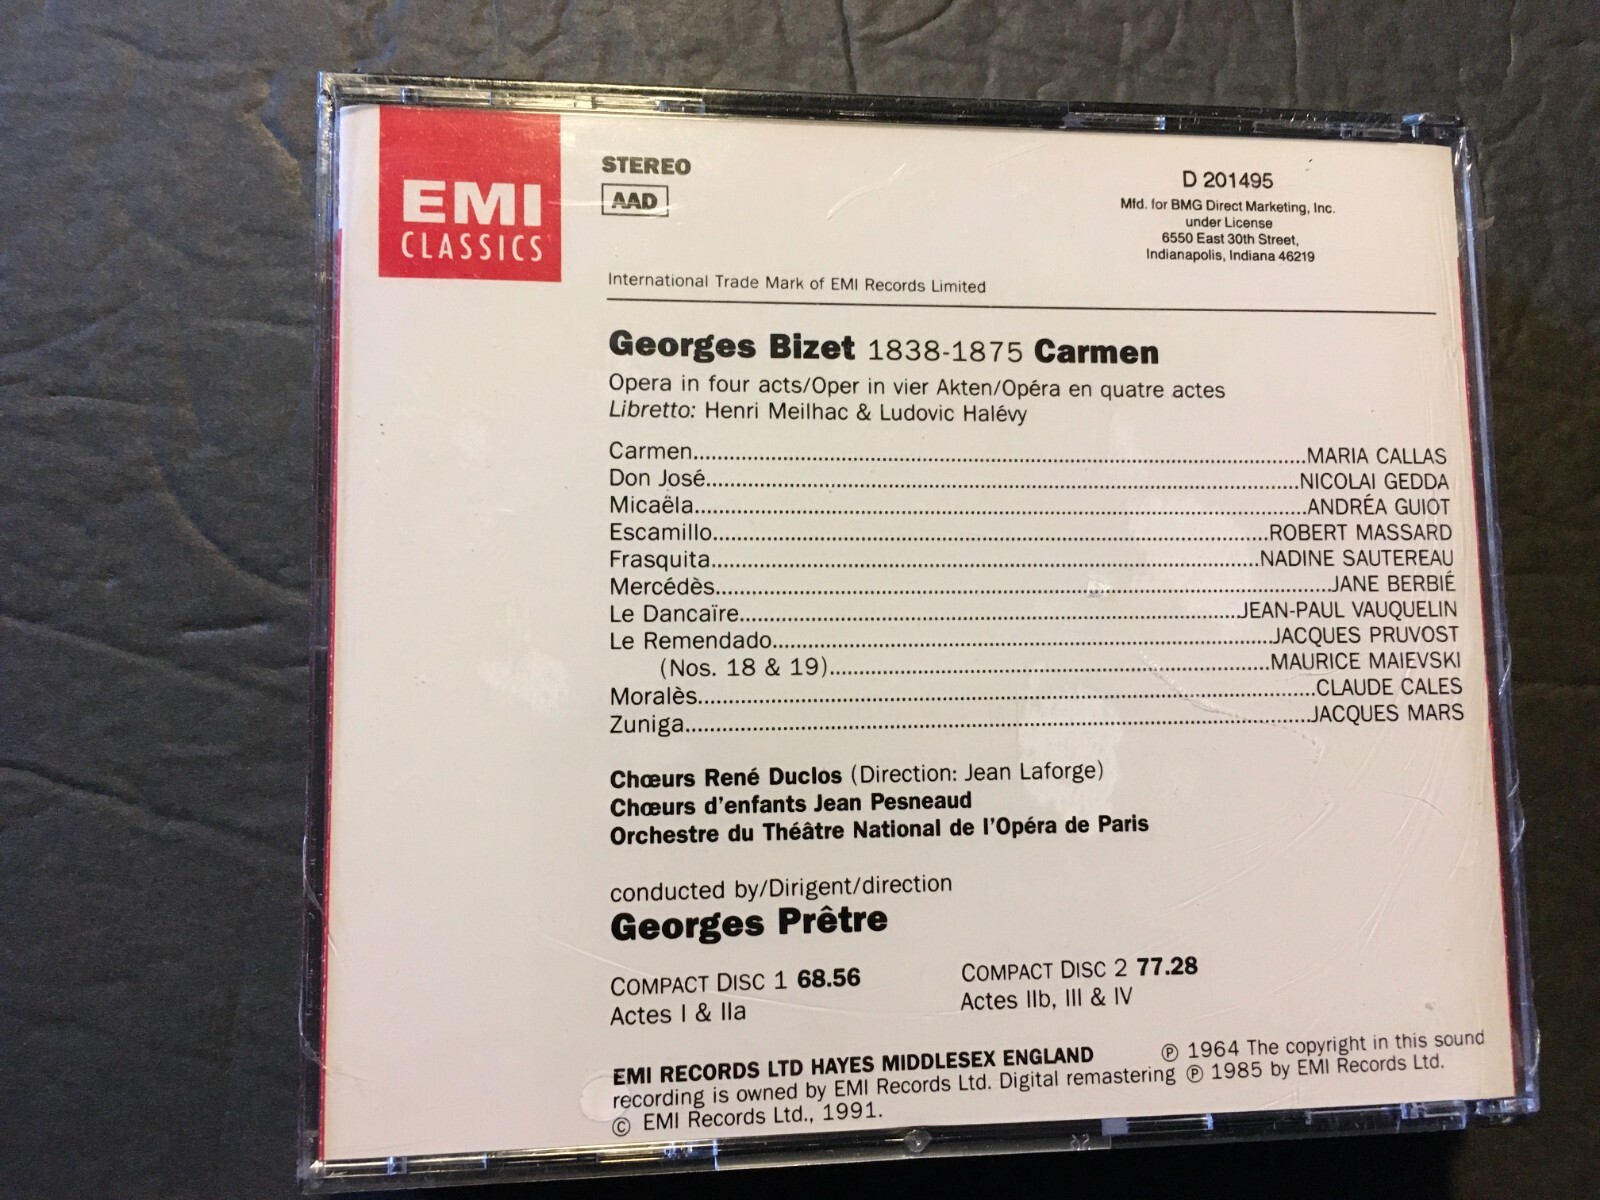 EMI
CLASSICS
STEREO
AAD
D 201495
Mfd. for BMG Direct Marketing, Inc.
under License
6550 East 30th Street,
Indianapolis, Indiana 46219
International Trade Mark of EMI Records Limited
Georges Bizet 1838-1875 Carmen
Opera in four acts/Oper in vier Akten/Opéra en quatre actes
Libretto: Henri Meilhac & Ludovic Halévy
Carmen..........MARIA CALLAS
Don José..........NICOLAI GEDDA
Micaëla..........ANDRÉA GUIOT
Escamillo..........ROBERT MASSARD
Frasquita..........NADINE SAUTEREAU
Mercédès..........JANE BERBIÉ
Le Dancaïre..........JEAN-PAUL VAUQUELIN
Le Remendado..........JACQUES PRUVOST
(Nos. 18 & 19)..........MAURICE MAIEVSKI
Moralès..........CLAUDE CALES
Zuniga..........JACQUES MARS
Chœurs René Duclos (Direction: Jean Laforge)
Chœurs d'enfants Jean Pesneaud
Orchestre du Théâtre National de l'Opéra de Paris
conducted by/Dirigent/direction
Georges Prêtre
COMPACT DISC 1 68.56
Actes I & IIa
COMPACT DISC 2 77.28
Actes IIb, III & IV
EMI RECORDS LTD HAYES MIDDLESEX ENGLAND ℗ 1964 The copyright in this sound
recording is owned by EMI Records Ltd. Digital remastering ℗ 1985 by EMI Records Ltd.
© EMI Records Ltd., 1991.